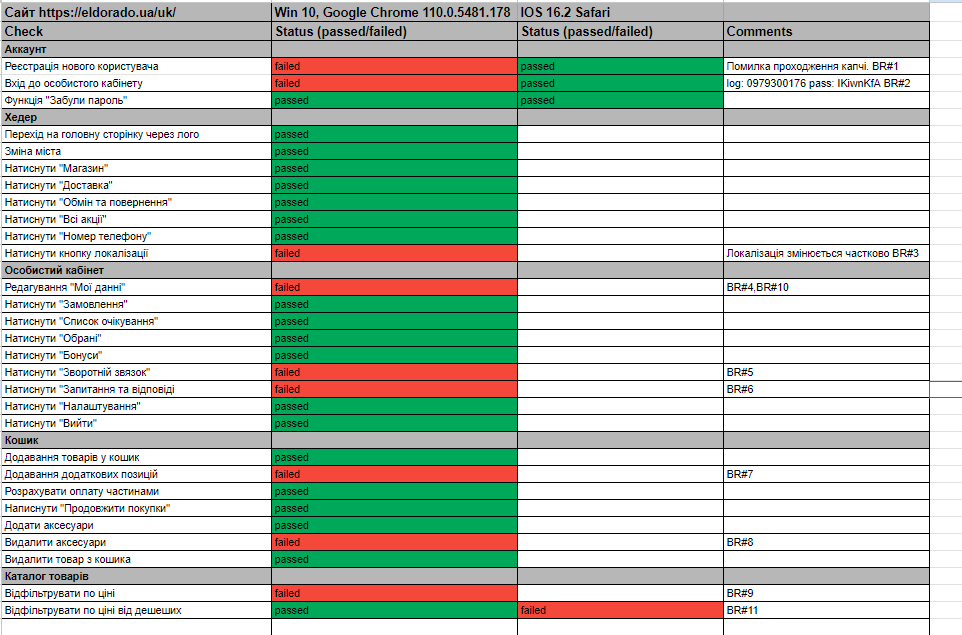 Сайт https://eldorado.ua/uk/ Win 10, Google Chrome 110.0.5481.178 IOS 16.2 Safari
Check Status (passed/failed) Status (passed/failed) Comments
Аккаунт
Реєстрація нового користувача failed passed Помилка проходження капчі. BR#1
Вхід до особистого кабінету failed passed log: 0979300176 pass: IKiwnKfA BR#2
Функція "Забули пароль" passed passed
Хедер
Перехід на головну сторінку через лого passed
Зміна міста passed
Натиснути "Магазин" passed
Натиснути "Доставка" passed
Натиснути "Обмін та повернення" passed
Натиснути "Всі акції" passed
Натиснути "Номер телефону" passed
Натиснути кнопку локалізації failed Локалізація змінюється частково BR#3
Особистий кабінет
Редагування "Мої данні" failed BR#4,BR#10
Натиснути "Замовлення" passed
Натиснути "Список очікування" passed
Натиснути "Обрані" passed
Натиснути "Бонуси" passed
Натиснути "Зворотній звязок" failed BR#5
Натиснути "Запитання та відповіді failed BR#6
Натиснути "Налаштування" passed
Натиснути "Вийти" passed
Кошик
Додавання товарів у кошик passed
Додавання додаткових позицій failed BR#7
Розрахувати оплату частинами passed
Написнути "Продовжити покупки" passed
Додати аксесуари passed
Видалити аксесуари failed BR#8
Видалити товар з кошика passed
Каталог товарів
Відфільтрувати по ціні failed BR#9
Відфільтрувати по ціні від дешеших passed failed BR#11